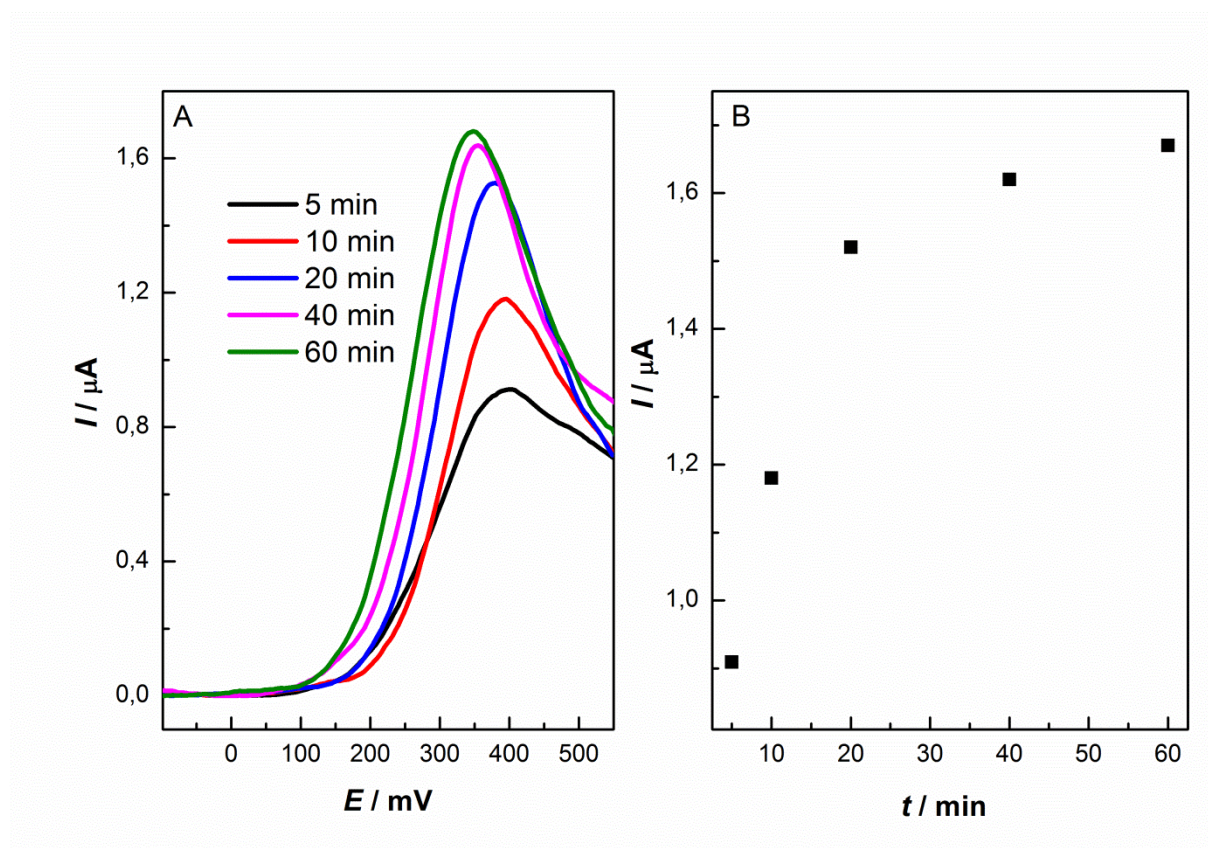 A
5 min
10 min
20 min
40 min
60 min
1,6
1,2
0,8
0,4
0,0
I / μA
0 100 200 300 400 500
E / mV
B
1,6
1,4
1,2
1,0
I / μA
10 20 30 40 50 60
t / min